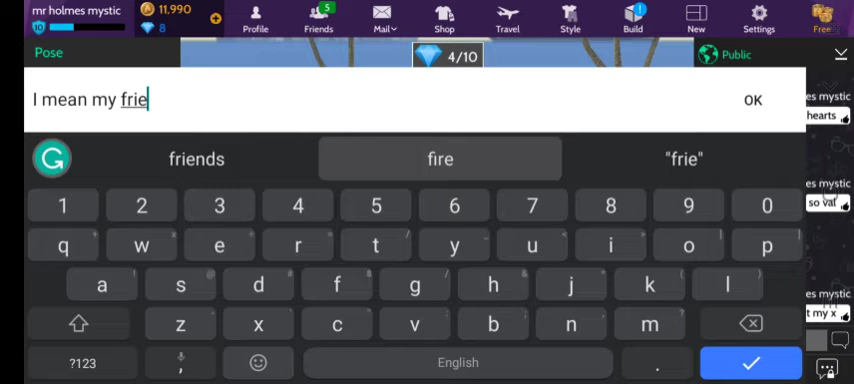 mr holmes mystic
10
11,990
8
Profile
5
Friends
Mail
Shop
Travel
Style
!
Build
New
Settings
Free
Pose
4/10
Public
I mean my frie
OK
es mystic
hearts
es mystic
so val
es mystic
t my x
G
friends
fire
"frie"
1 2 3 4 5 6 7 8 9 0
q w e r t y u i o p
a s d f g h j k l
z x c v b n m
?123
,
English
.